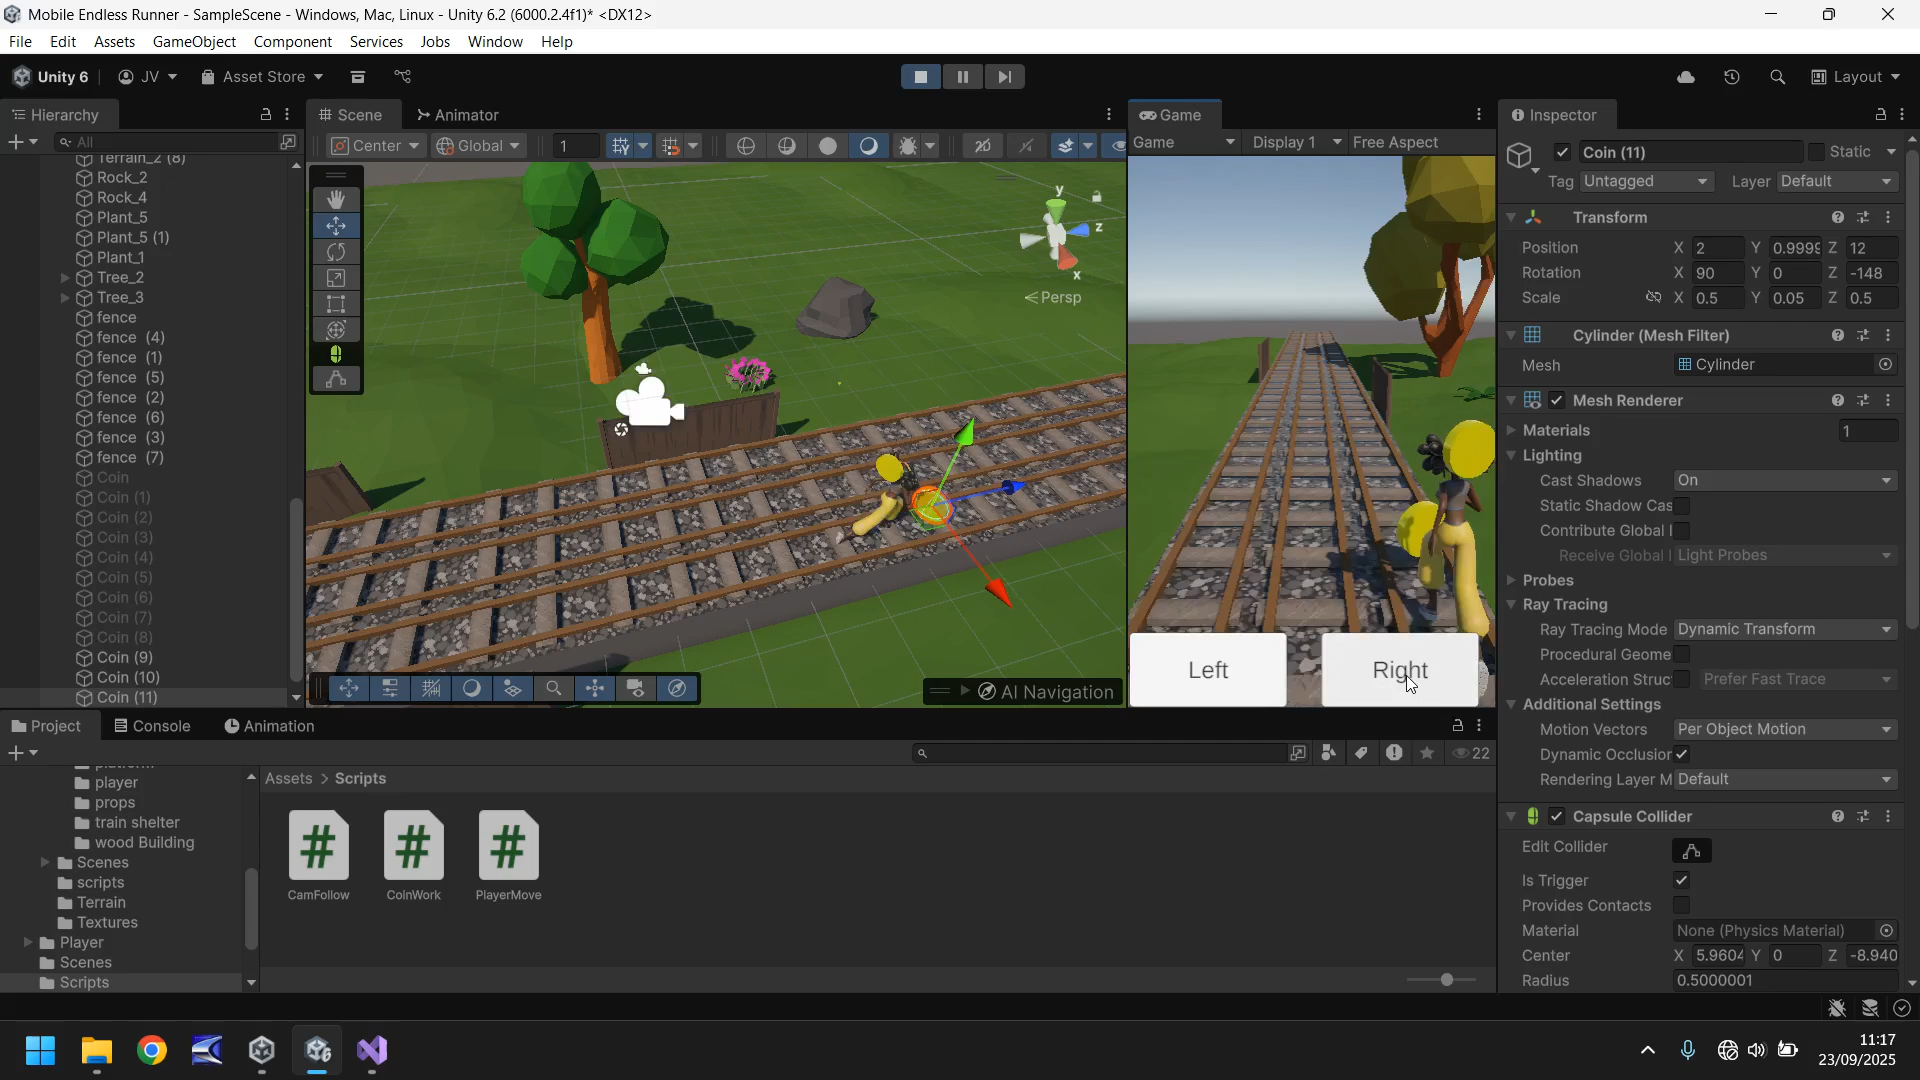 Mobile Endless Runner - SampleScene - Windows, Mac, Linux - Unity 6.2 (6000.2.4f1)* <DX12>
File Edit Assets GameObject Component Services Jobs Window Help
Unity 6 JV Asset Store Layout
Hierarchy
All
Terrain_2 (8)
Rock_2
Rock_4
Plant_5
Plant_5 (1)
Plant_1
Tree_2
Tree_3
fence
fence (4)
fence (1)
fence (5)
fence (2)
fence (6)
fence (3)
fence (7)
Coin
Coin (1)
Coin (2)
Coin (3)
Coin (4)
Coin (5)
Coin (6)
Coin (7)
Coin (8)
Coin (9)
Coin (10)
Coin (11)
Scene Animator
Center Global 1
y
z
x
Persp
AI Navigation
Game
Game Display 1 Free Aspect
Left Right
Inspector
Coin (11) Static
Tag Untagged Layer Default
Transform
Position X 2 Y 0.9999 Z 12
Rotation X 90 Y 0 Z -148
Scale X 0.5 Y 0.05 Z 0.5
Cylinder (Mesh Filter)
Mesh Cylinder
Mesh Renderer
Materials 1
Lighting
Cast Shadows On
Static Shadow Cas
Contribute Global I
Receive Global I Light Probes
Probes
Ray Tracing
Ray Tracing Mode Dynamic Transform
Procedural Geome
Acceleration Struc Prefer Fast Trace
Additional Settings
Motion Vectors Per Object Motion
Dynamic Occlusion
Rendering Layer M Default
Capsule Collider
Edit Collider
Is Trigger
Provides Contacts
Material None (Physics Material)
Center X 5.9604 Y 0 Z -8.940
Radius 0.5000001
Project Console Animation
22
player
props
train shelter
wood Building
Scenes
scripts
Terrain
Textures
Player
Scenes
Scripts
Assets > Scripts
CamFollow CoinWork PlayerMove
11:17
23/09/2025